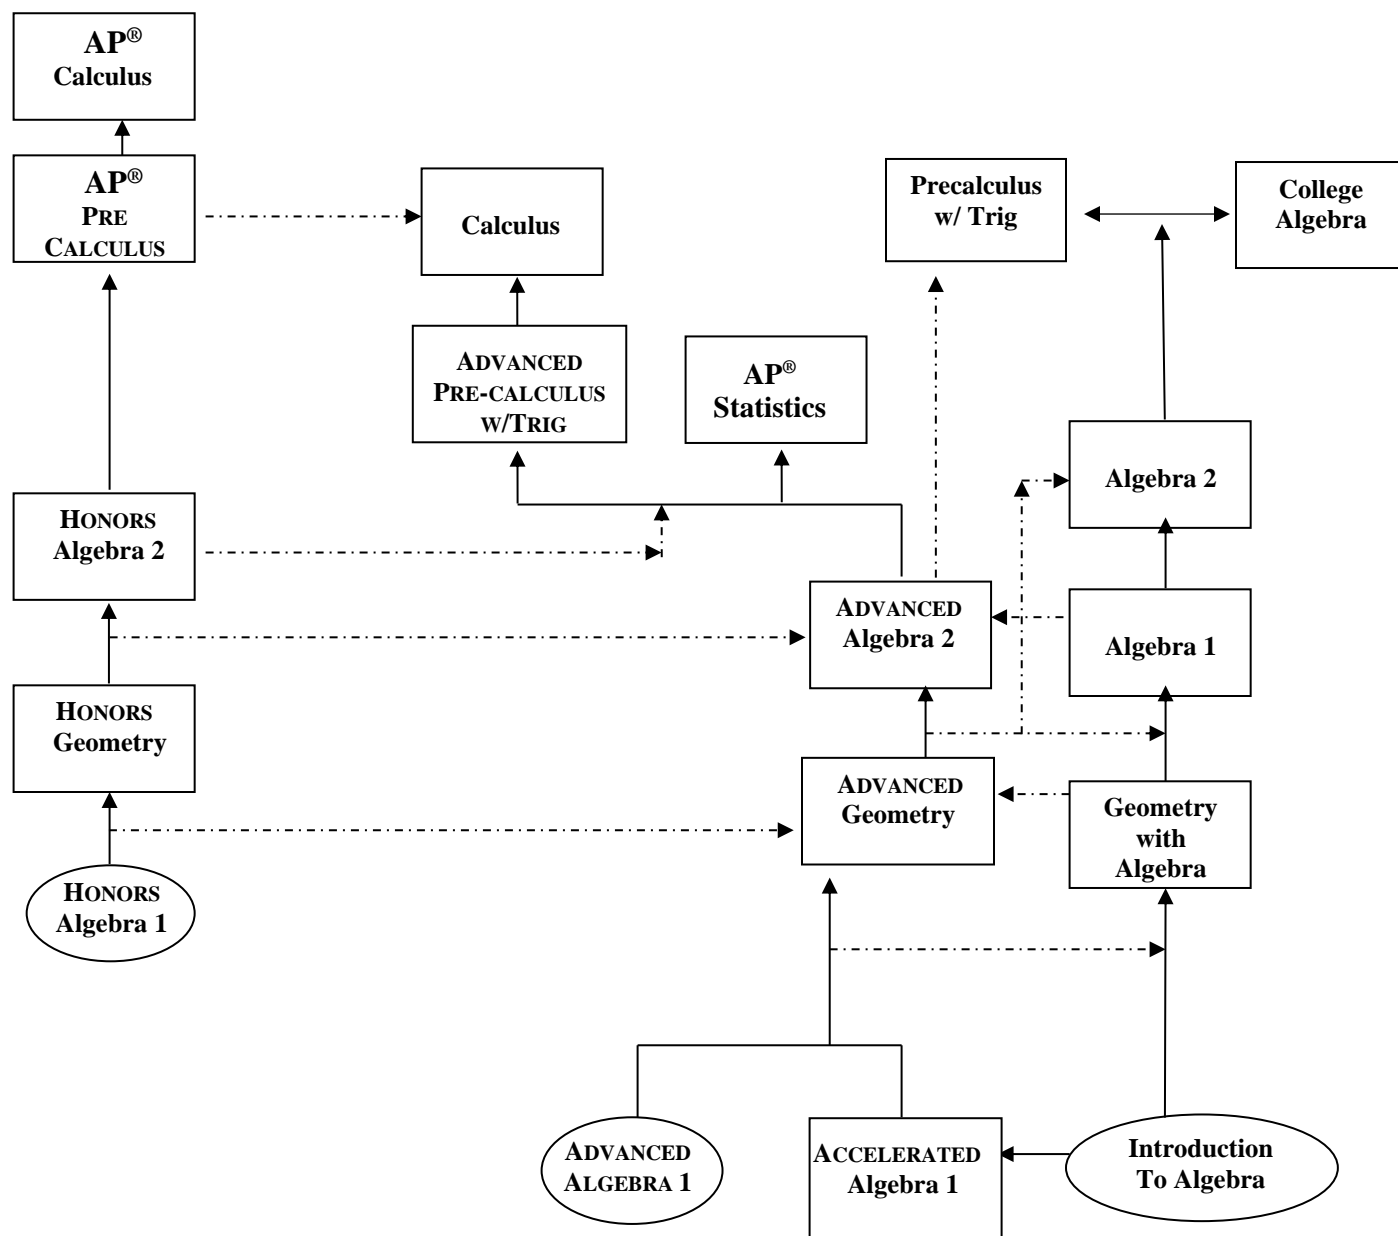 AP®
Calculus
AP®
PRE
CALCULUS
Calculus
Precalculus
w/ Trig
College
Algebra
ADVANCED
PRE-CALCULUS
W/TRIG
AP®
Statistics
Algebra 2
HONORS
Algebra 2
ADVANCED
Algebra 2
Algebra 1
HONORS
Geometry
ADVANCED
Geometry
Geometry
with
Algebra
HONORS
Algebra 1
ADVANCED
ALGEBRA 1
ACCELERATED
Algebra 1
Introduction
To Algebra